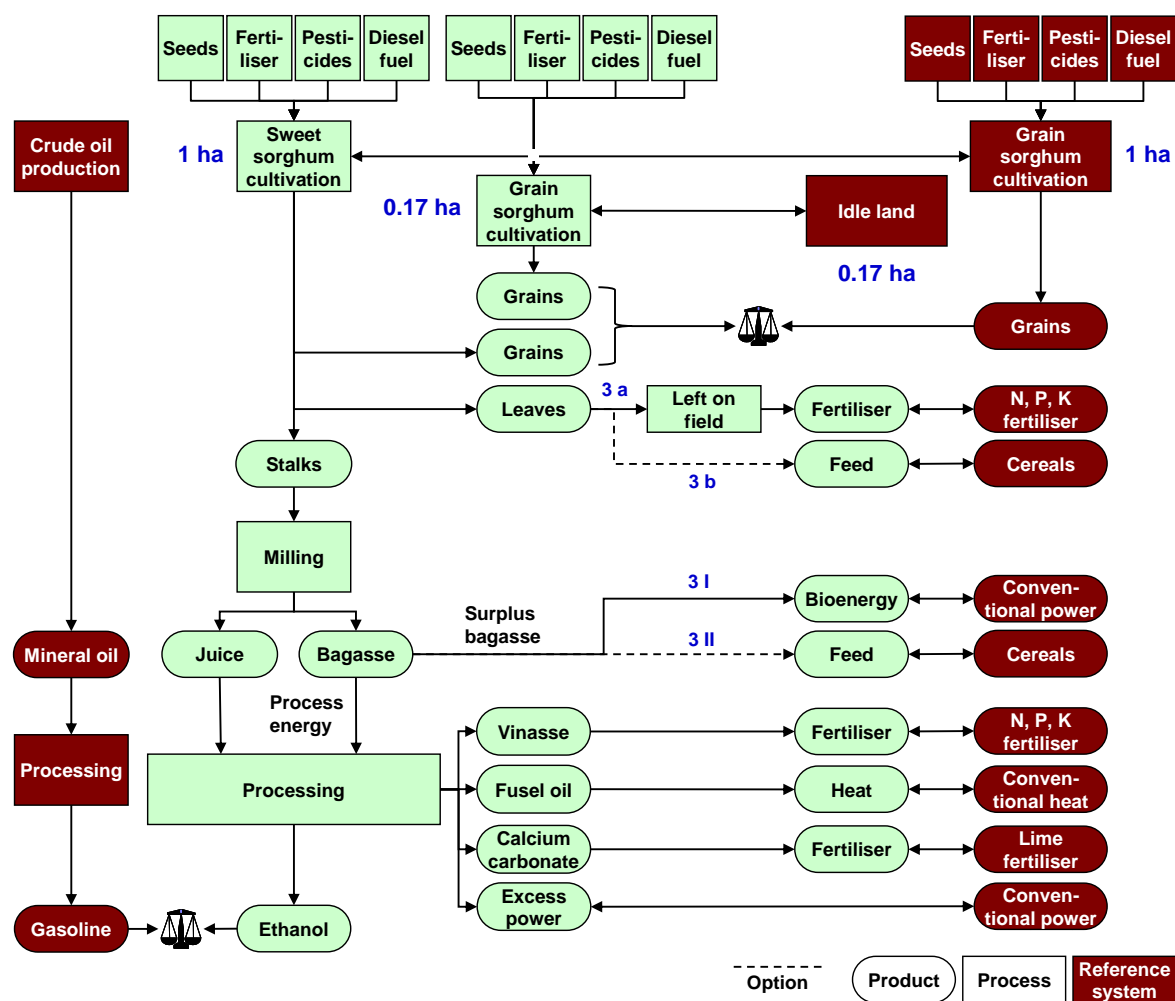 Seeds
Ferti-
liser
Pesti-
cides
Diesel
fuel
Seeds
Ferti-
liser
Pesti-
cides
Diesel
fuel
Seeds
Ferti-
liser
Pesti-
cides
Diesel
fuel
Crude oil
production
1 ha
Sweet
sorghum
cultivation
Grain
sorghum
cultivation
1 ha
0.17 ha
Grain
sorghum
cultivation
Idle land
0.17 ha
Grains
Grains
Grains
Leaves
3 a
Left on
field
Fertiliser
N, P, K
fertiliser
Stalks
3 b
Feed
Cereals
Milling
3 I
Bioenergy
Conven-
tional power
Surplus
bagasse
Mineral oil
Juice
Bagasse
3 II
Feed
Cereals
Process
energy
Vinasse
Fertiliser
N, P, K
fertiliser
Processing
Processing
Fusel oil
Heat
Conven-
tional heat
Calcium
carbonate
Fertiliser
Lime
fertiliser
Gasoline
Ethanol
Excess
power
Conven-
tional power
Option
Product
Process
Reference
system